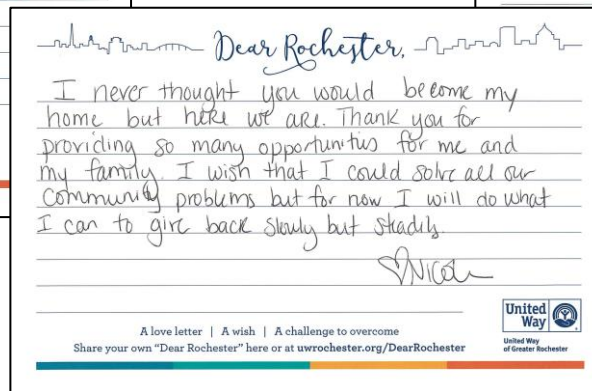 Dear Rochester,
I never thought you would become my
home but here we are. Thank you for
providing so many opportunities for me and
my family. I wish that I could solve all our
community problems but for now I will do what
I can to give back slowly but steadily.
♡Nicole
A love letter | A wish | A challenge to overcome
Share your own "Dear Rochester" here or at uwrochester.org/DearRochester
United
Way
United Way
of Greater Rochester